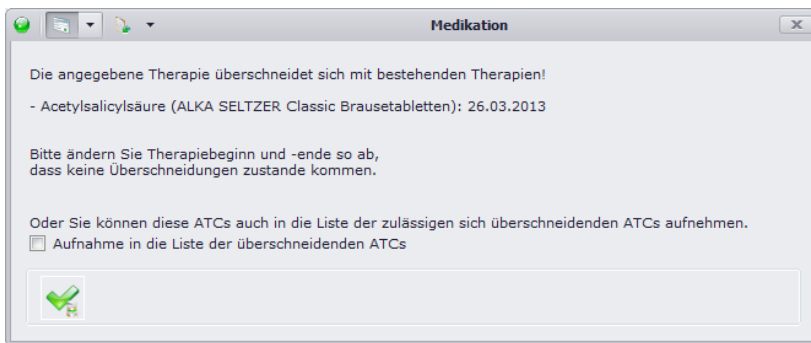 Medikation
Die angegebene Therapie überschneidet sich mit bestehenden Therapien!
- Acetylsalicylsäure (ALKA SELTZER Classic Brausetabletten): 26.03.2013
Bitte ändern Sie Therapiebeginn und -ende so ab,
dass keine Überschneidungen zustande kommen.
Oder Sie können diese ATCs auch in die Liste der zulässigen sich überschneidenden ATCs aufnehmen.
Aufnahme in die Liste der überschneidenden ATCs